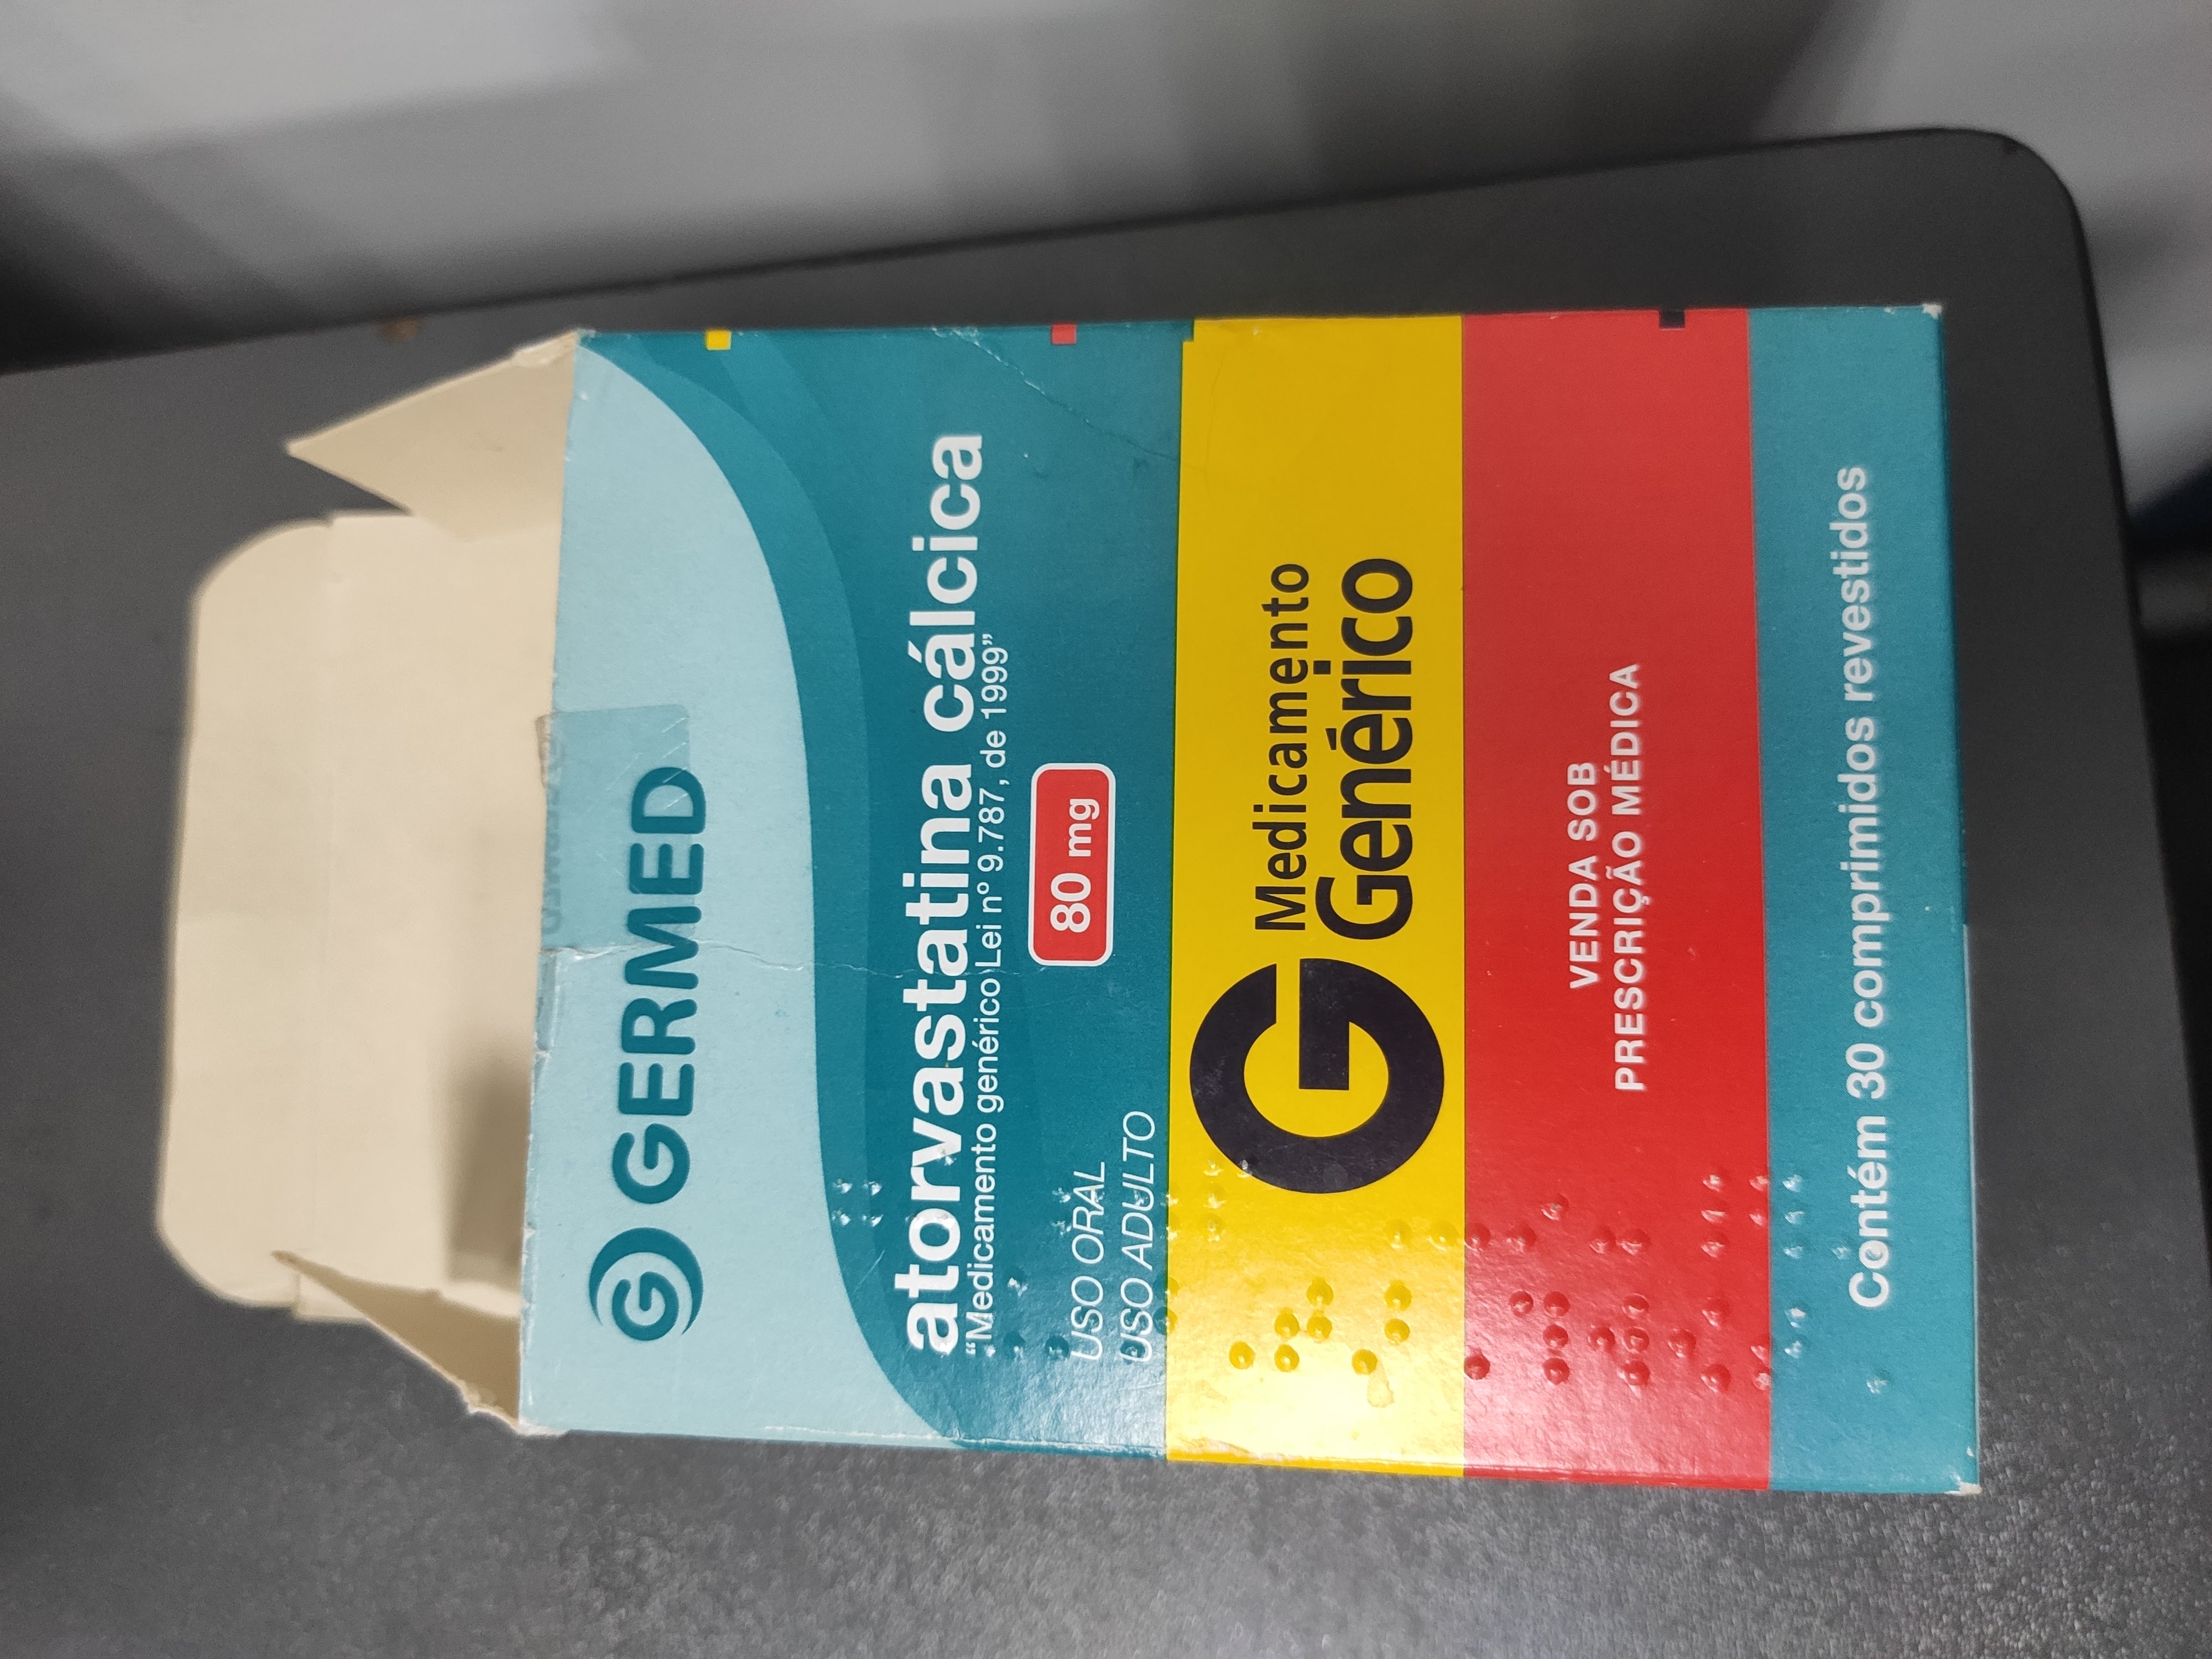 GERMED
atorvastatina cálcica
“Medicamento genérico Lei nº 9.787, de 1999”
80 mg
USO ORAL
USO ADULTO
G Medicamento
Genérico
VENDA SOB
PRESCRIÇÃO MÉDICA
Contém 30 comprimidos revestidos